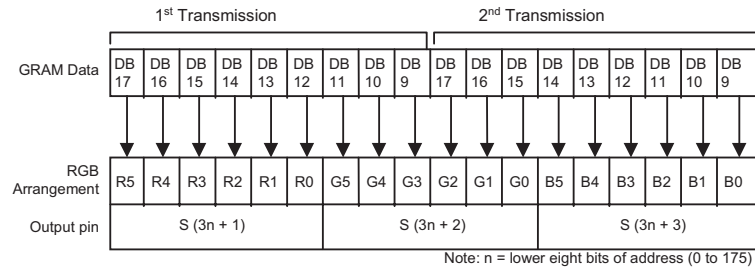 1st Transmission 2nd Transmission
GRAM Data DB 17 DB 16 DB 15 DB 14 DB 13 DB 12 DB 11 DB 10 DB 9 DB 17 DB 16 DB 15 DB 14 DB 13 DB 12 DB 11 DB 10 DB 9
RGB Arrangement R5 R4 R3 R2 R1 R0 G5 G4 G3 G2 G1 G0 B5 B4 B3 B2 B1 B0
Output pin S (3n + 1) S (3n + 2) S (3n + 3)
Note: n = lower eight bits of address (0 to 175)